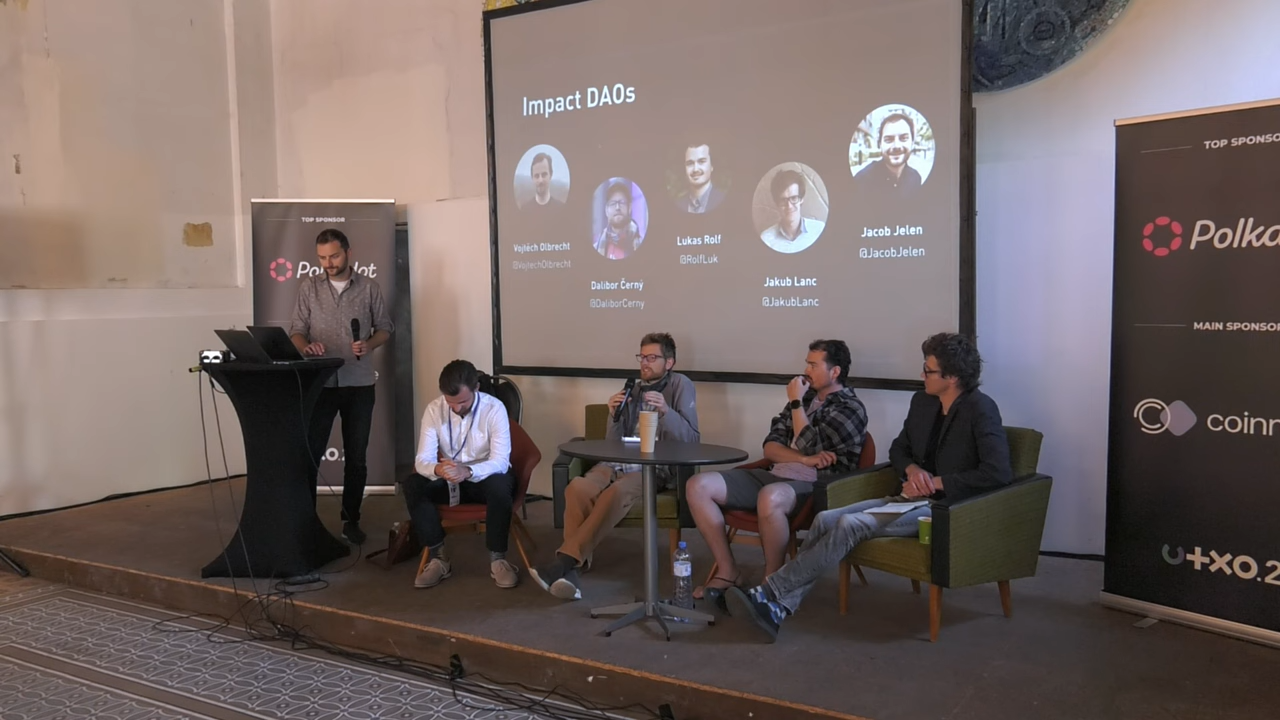 Impact DAOs
Vojtěch Olbrecht
@VojtechOlbrecht
Dalibor Černý
@DaliborCerny
Lukas Rolf
@RolfLuk
Jakub Lanc
@JakubLanc
Jacob Jelen
@JacobJelen
TOP SPONSOR
TOP SPONSO
Polka
MAIN SPONSOR
coinm